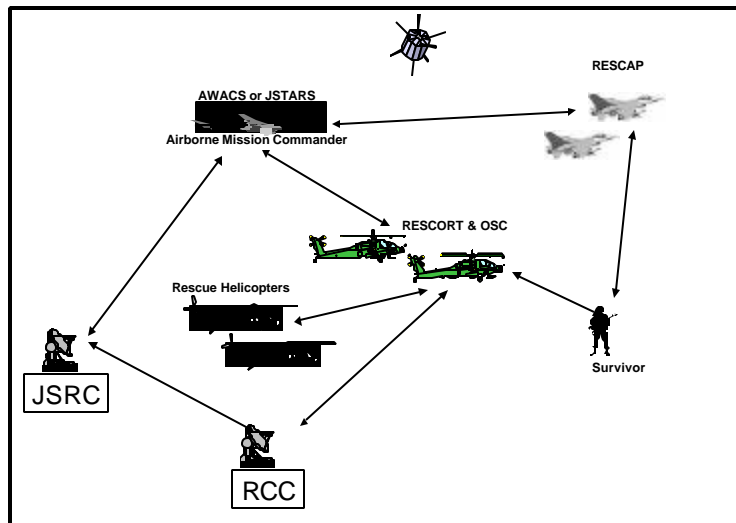 RESCAP
AWACS or JSTARS
Airborne Mission Commander
RESCORT & OSC
Rescue Helicopters
Survivor
JSRC
RCC